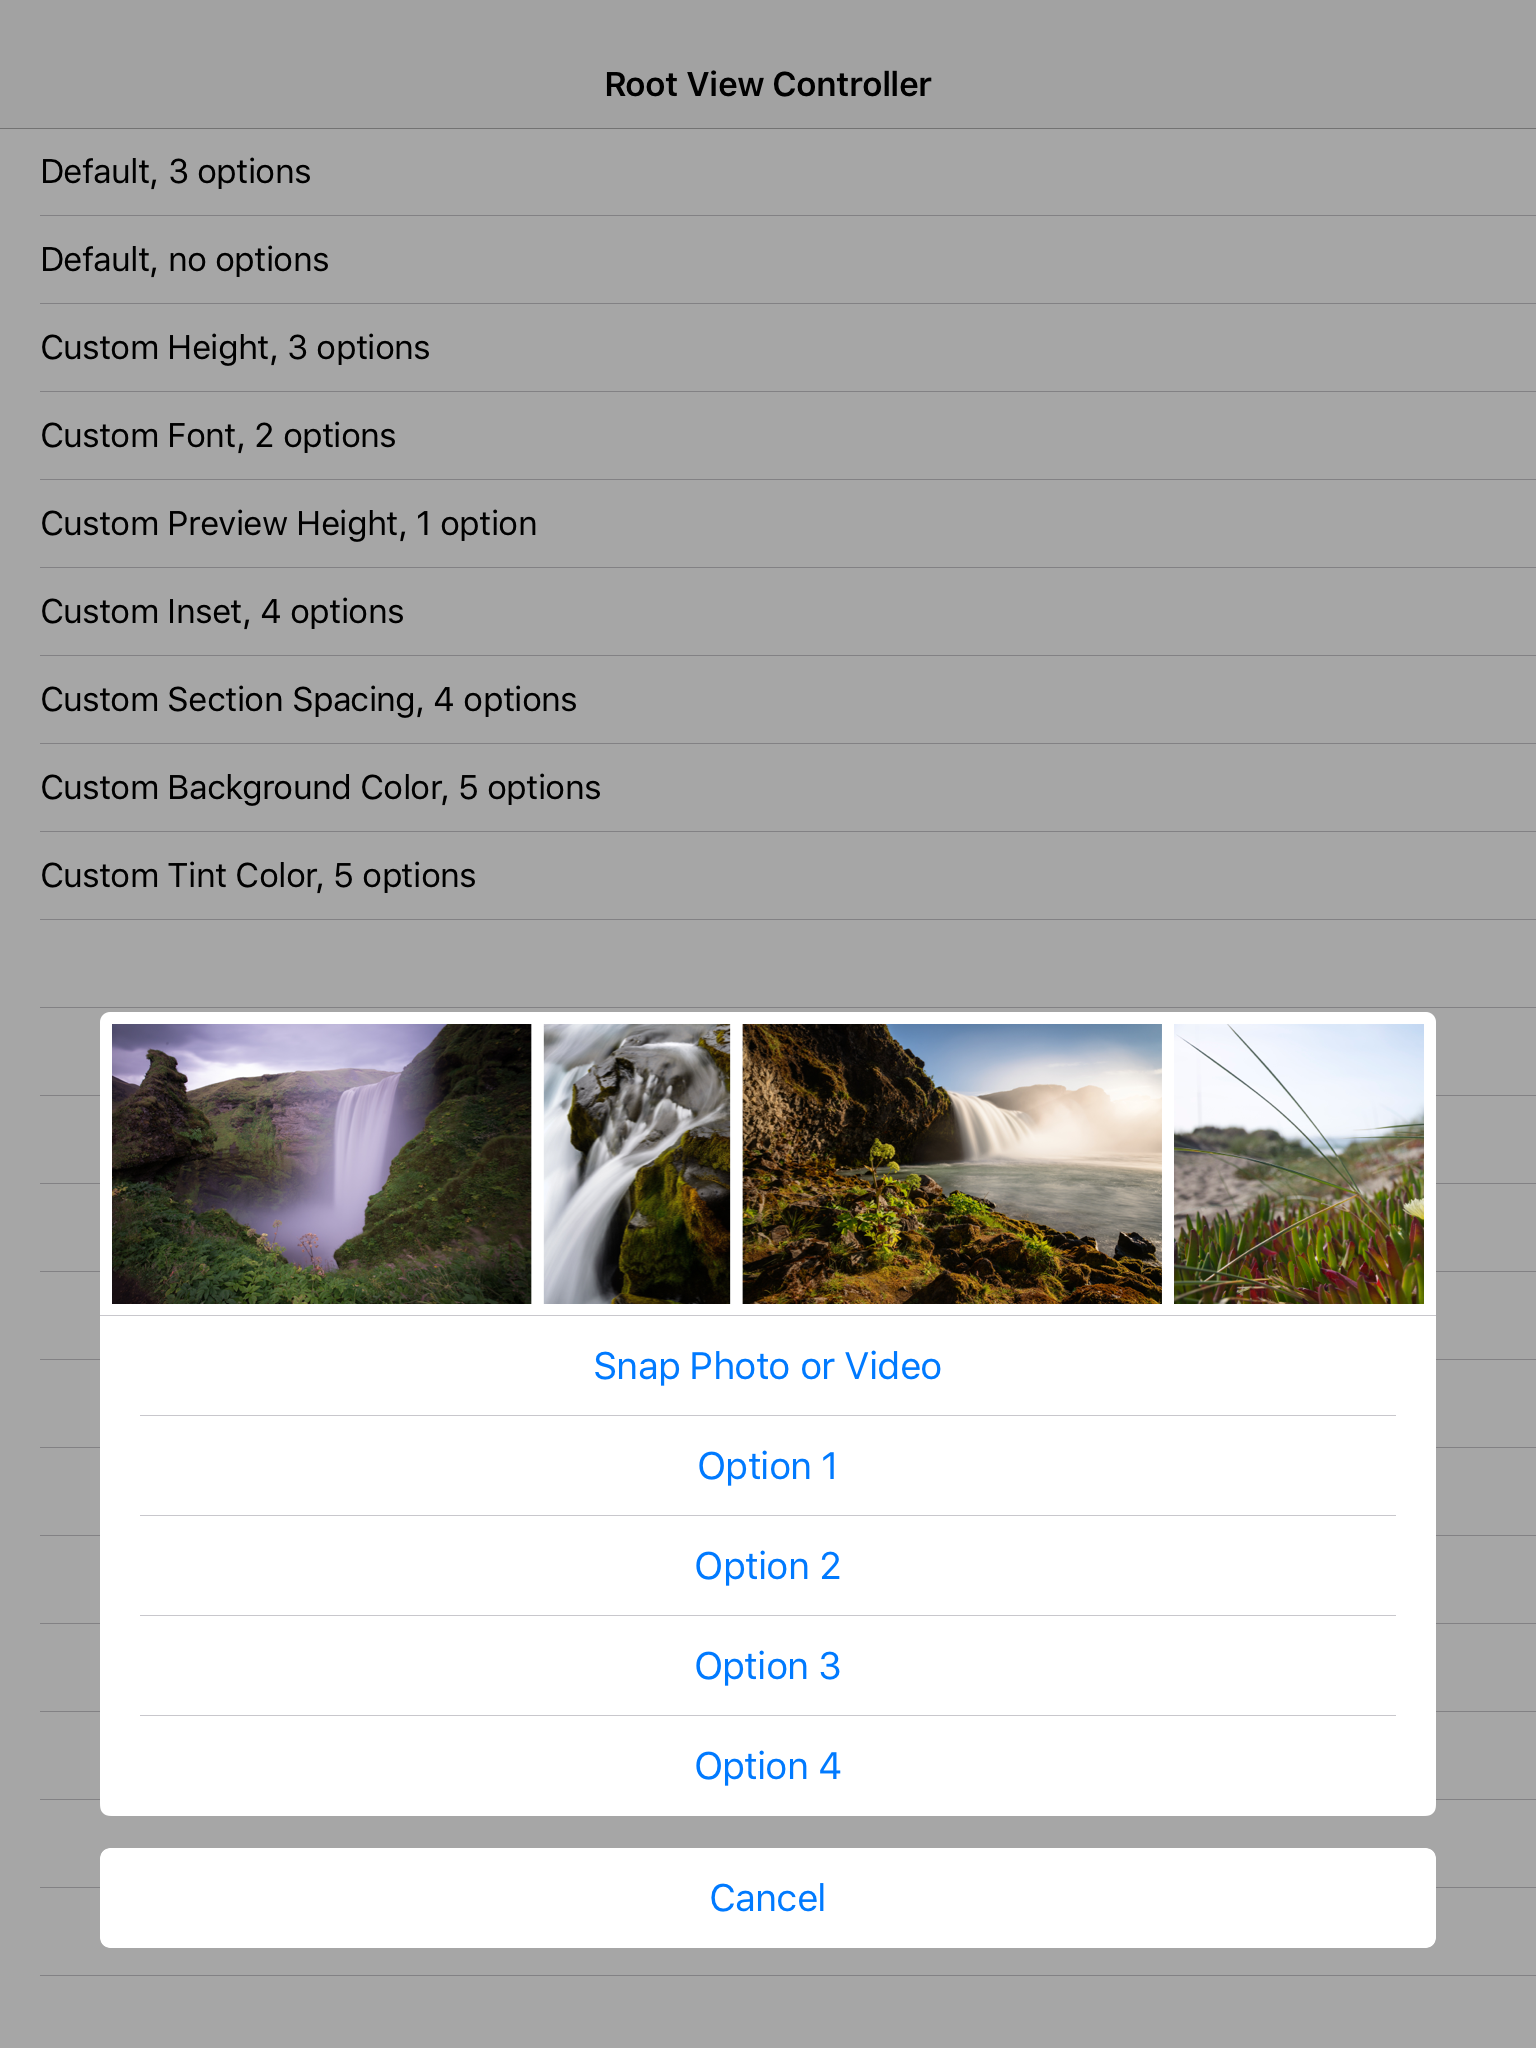 Root View Controller
Default, 3 options
Default, no options
Custom Height, 3 options
Custom Font, 2 options
Custom Preview Height, 1 option
Custom Inset, 4 options
Custom Section Spacing, 4 options
Custom Background Color, 5 options
Custom Tint Color, 5 options
Snap Photo or Video
Option 1
Option 2
Option 3
Option 4
Cancel